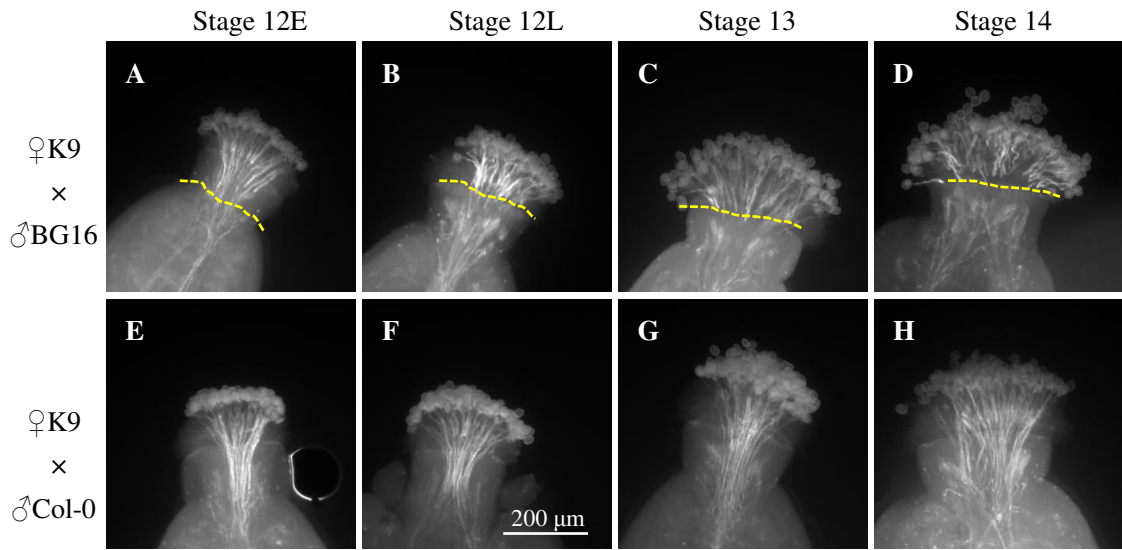 Stage 12E Stage 12L Stage 13 Stage 14
A B C D
♀K9
×
♂BG16
E F G H
♀K9
×
♂Col-0
200 μm